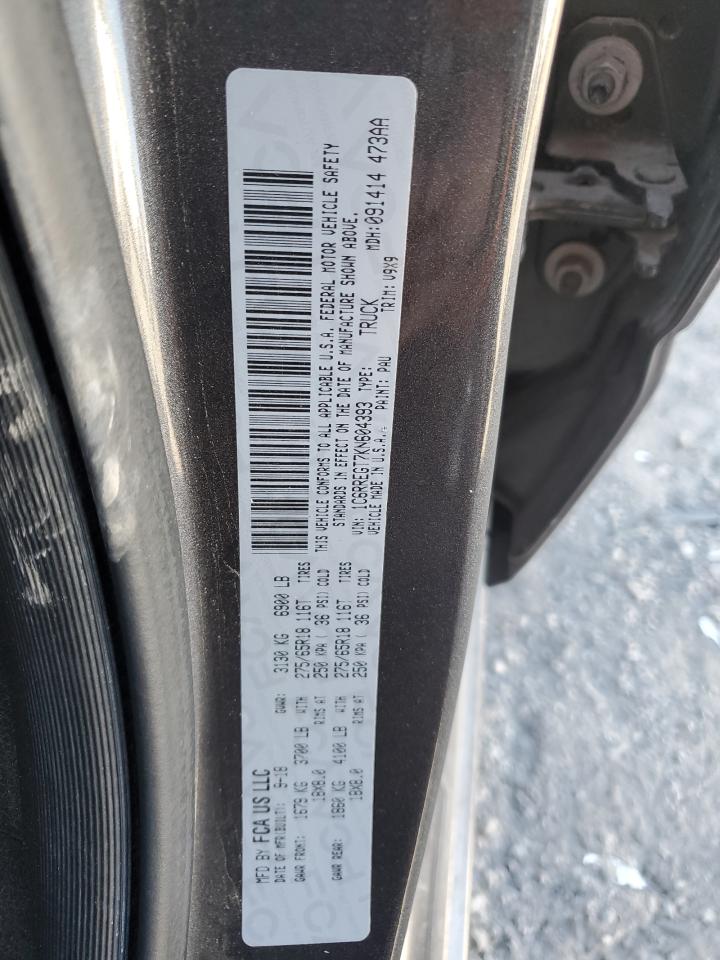 MFD BY FCA US LLC
DATE OF MFR(BUILT): 9-18 GVWR: 3130 KG 6900 LB
GAWR FRONT: 1679 KG 3700 LB WITH 275/65R18 116T TIRES
18X8.0 RIMS AT 250 KPA ( 36 PSI) COLD
GAWR REAR: 1860 KG 4100 LB WITH 275/65R18 116T TIRES
18X8.0 RIMS AT 250 KPA ( 36 PSI) COLD
THIS VEHICLE CONFORMS TO ALL APPLICABLE U.S.A. FEDERAL MOTOR VEHICLE SAFETY
STANDARDS IN EFFECT ON THE DATE OF MANUFACTURE SHOWN ABOVE.
VIN: 1C6RREGT7KN604393 TYPE: TRUCK MDH:091414 473AA
VEHICLE MADE IN U.S.A. PAINT: PAU TRIM: V9X9